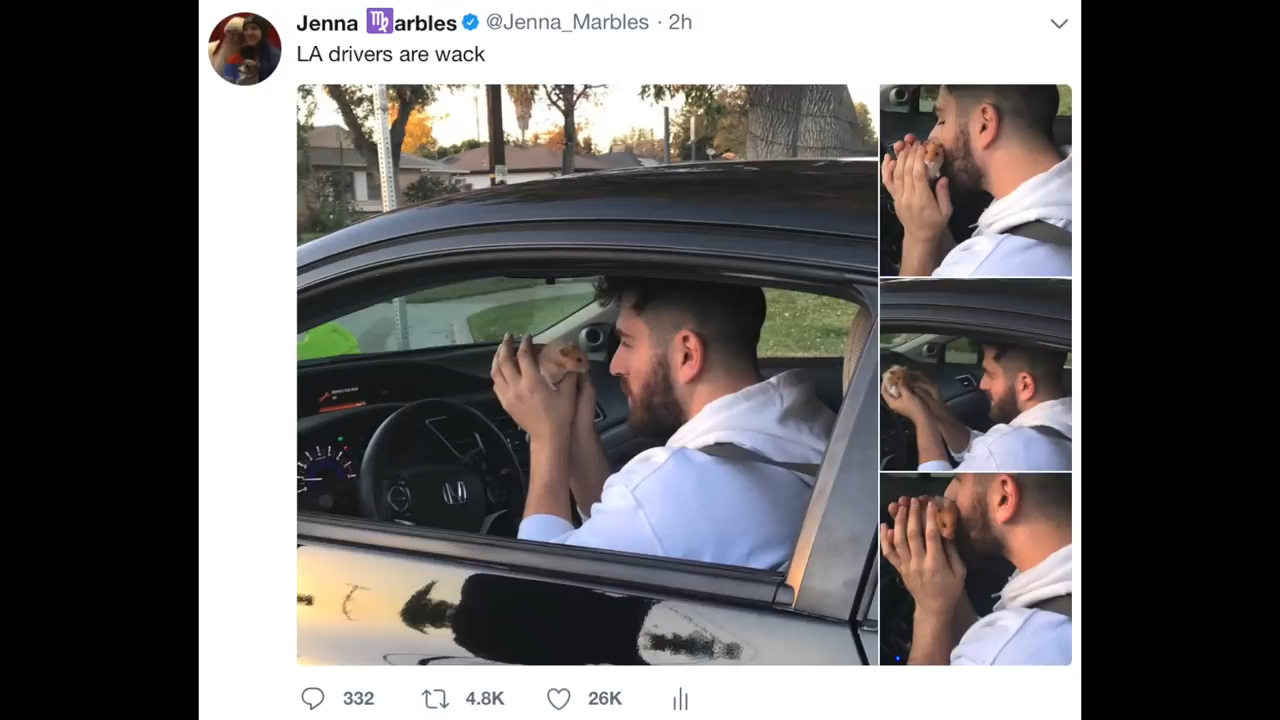 Jenna ♍arbles @Jenna_Marbles · 2h
LA drivers are wack
332 4.8K 26K